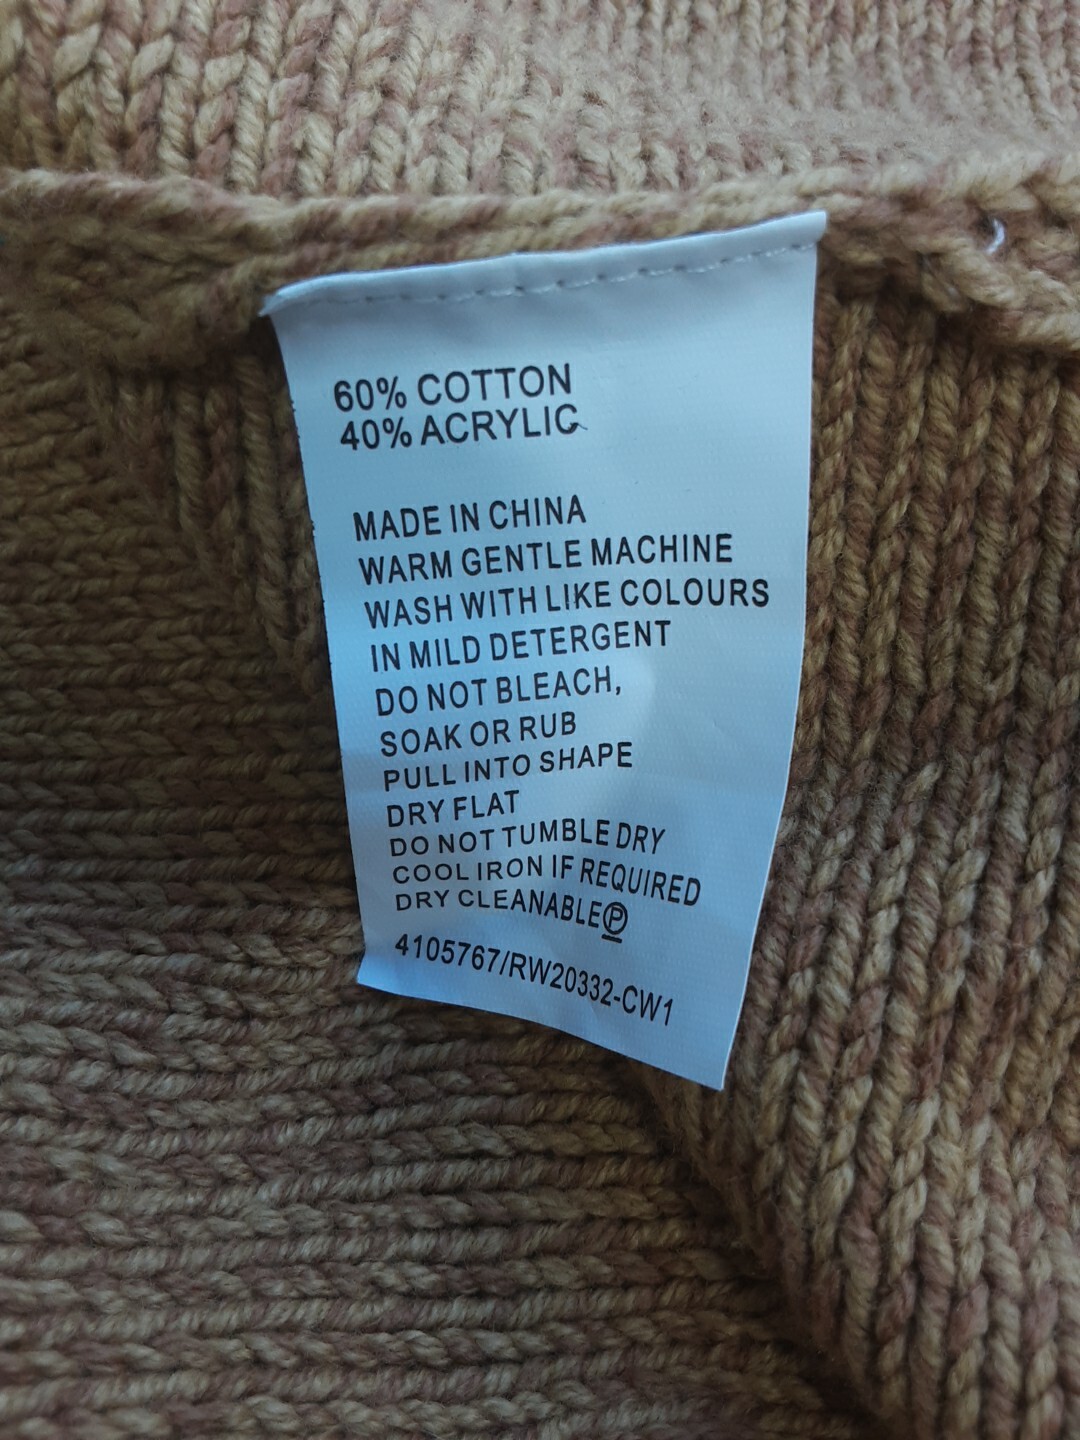 60% COTTON
40% ACRYLIC
MADE IN CHINA
WARM GENTLE MACHINE
WASH WITH LIKE COLOURS
IN MILD DETERGENT
DO NOT BLEACH,
SOAK OR RUB
PULL INTO SHAPE
DRY FLAT
DO NOT TUMBLE DRY
COOL IRON IF REQUIRED
DRY CLEANABLE Ⓟ
4105767/RW20332-CW1